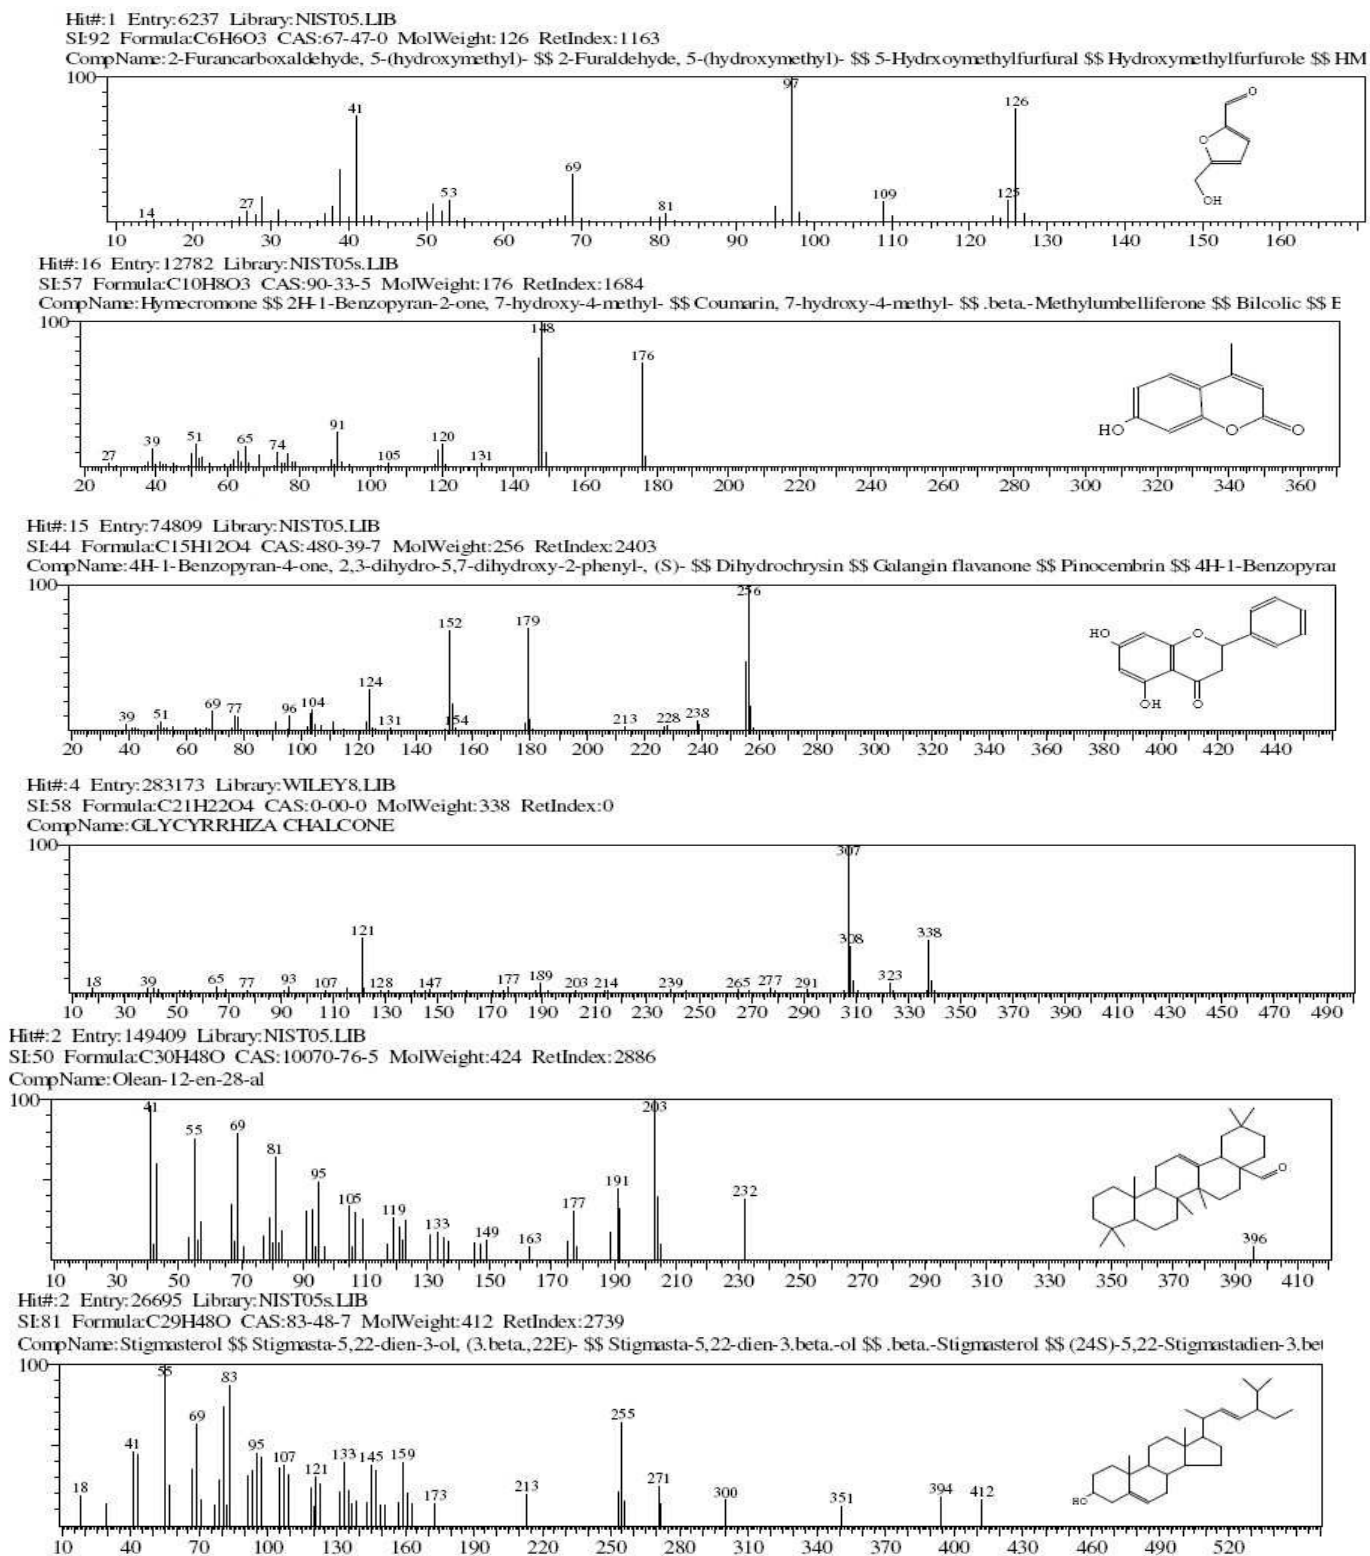 Hit#:1 Entry:6237 Library:NIST05.LIB
SI:92 Formula:C6H6O3 CAS:67-47-0 MolWeight:126 RetIndex:1163
CompName:2-Furancarboxaldehyde, 5-(hydroxymethyl)- $$ 2-Furaldehyde, 5-(hydroxymethyl)- $$ 5-Hydrxoymethylfurfural $$ Hydroxymethylfurfurole $$ HM
100
97
126
41
69
53
27
14
81
109
125
O
O
OH
10 20 30 40 50 60 70 80 90 100 110 120 130 140 150 160
Hit#:16 Entry:12782 Library:NIST05s.LIB
SI:57 Formula:C10H8O3 CAS:90-33-5 MolWeight:176 RetIndex:1684
CompName:Hymecromone $$ 2H-1-Benzopyran-2-one, 7-hydroxy-4-methyl- $$ Coumarin, 7-hydroxy-4-methyl- $$ .beta.-Methylumbelliferone $$ Bilcolic $$ E
100
148
176
91
27 39 51 65 74 105 120 131
HO O O
20 40 60 80 100 120 140 160 180 200 220 240 260 280 300 320 340 360
Hit#:15 Entry:74809 Library:NIST05.LIB
SI:44 Formula:C15H12O4 CAS:480-39-7 MolWeight:256 RetIndex:2403
CompName:4H-1-Benzopyran-4-one, 2,3-dihydro-5,7-dihydroxy-2-phenyl-, (S)- $$ Dihydrochrysin $$ Galangin flavanone $$ Pinocembrin $$ 4H-1-Benzopyran
100
256
152 179
124
39 51 69 77 96 104 131 154 213 228 238
HO O
OH O
20 40 60 80 100 120 140 160 180 200 220 240 260 280 300 320 340 360 380 400 420 440
Hit#:4 Entry:283173 Library:WILEY8.LIB
SI:58 Formula:C21H22O4 CAS:0-00-0 MolWeight:338 RetIndex:0
CompName:GLYCYRRHIZA CHALCONE
100
307
121 308 338
18 39 65 77 93 107 128 147 177 189 203 214 239 265 277 291 323
10 30 50 70 90 110 130 150 170 190 210 230 250 270 290 310 330 350 370 390 410 430 450 470 490
Hit#:2 Entry:149409 Library:NIST05.LIB
SI:50 Formula:C30H48O CAS:10070-76-5 MolWeight:424 RetIndex:2886
CompName:Olean-12-en-28-al
100
41 203
55 69
81
95 105 119 133 149 163 177 191 232 396
O
10 30 50 70 90 110 130 150 170 190 210 230 250 270 290 310 330 350 370 390 410
Hit#:2 Entry:26695 Library:NIST05s.LIB
SI:81 Formula:C29H48O CAS:83-48-7 MolWeight:412 RetIndex:2739
CompName:Stigmasterol $$ Stigmasta-5,22-dien-3-ol, (3.beta.,22E)- $$ Stigmasta-5,22-dien-3.beta.-ol $$ .beta.-Stigmasterol $$ (24S)-5,22-Stigmastadien-3.bet
100
55 83
69 255
41 95 107 133 145 159
18 121 173 213 271 300 351 394 412
HO
10 40 70 100 130 160 190 220 250 280 310 340 370 400 430 460 490 520